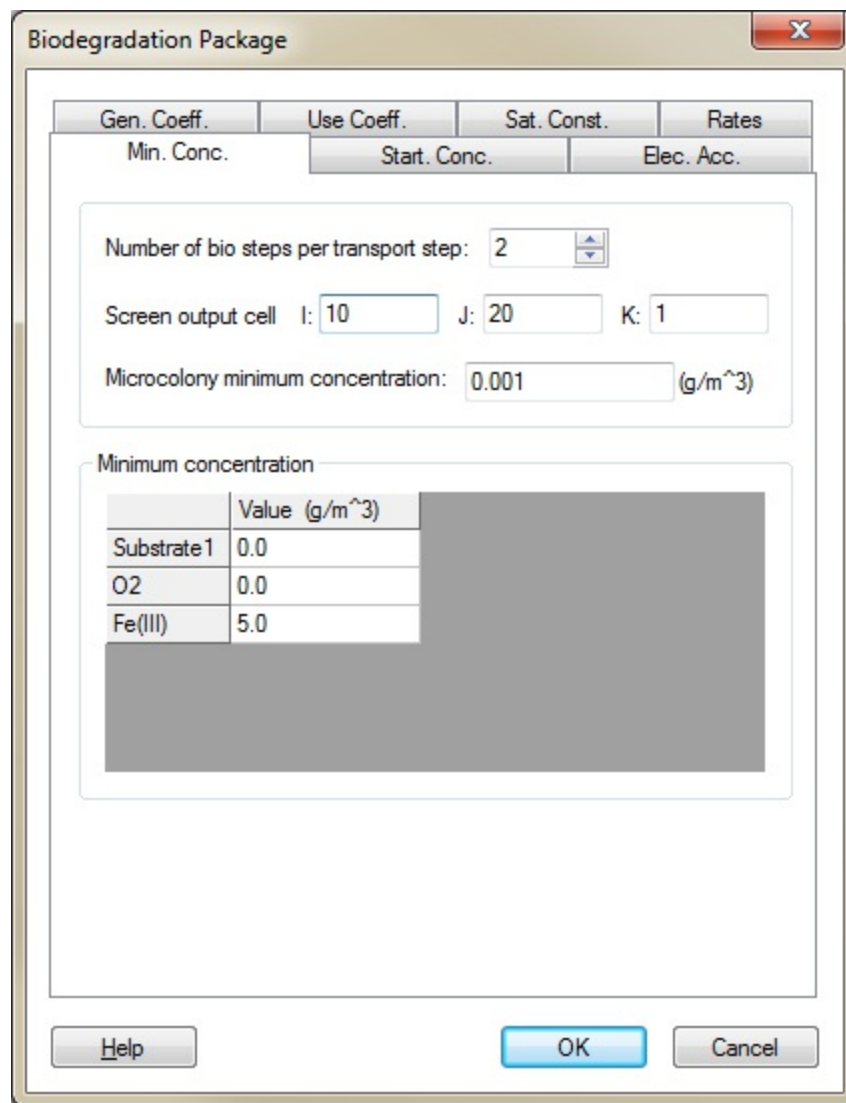 Biodegradation Package
Gen. Coeff. Use Coeff. Sat. Const. Rates
Min. Conc. Start. Conc. Elec. Acc.
Number of bio steps per transport step: 2
Screen output cell I: 10 J: 20 K: 1
Microcolony minimum concentration: 0.001 (g/m^3)
Minimum concentration
Value (g/m^3)
Substrate1 0.0
O2 0.0
Fe(III) 5.0
Help OK Cancel